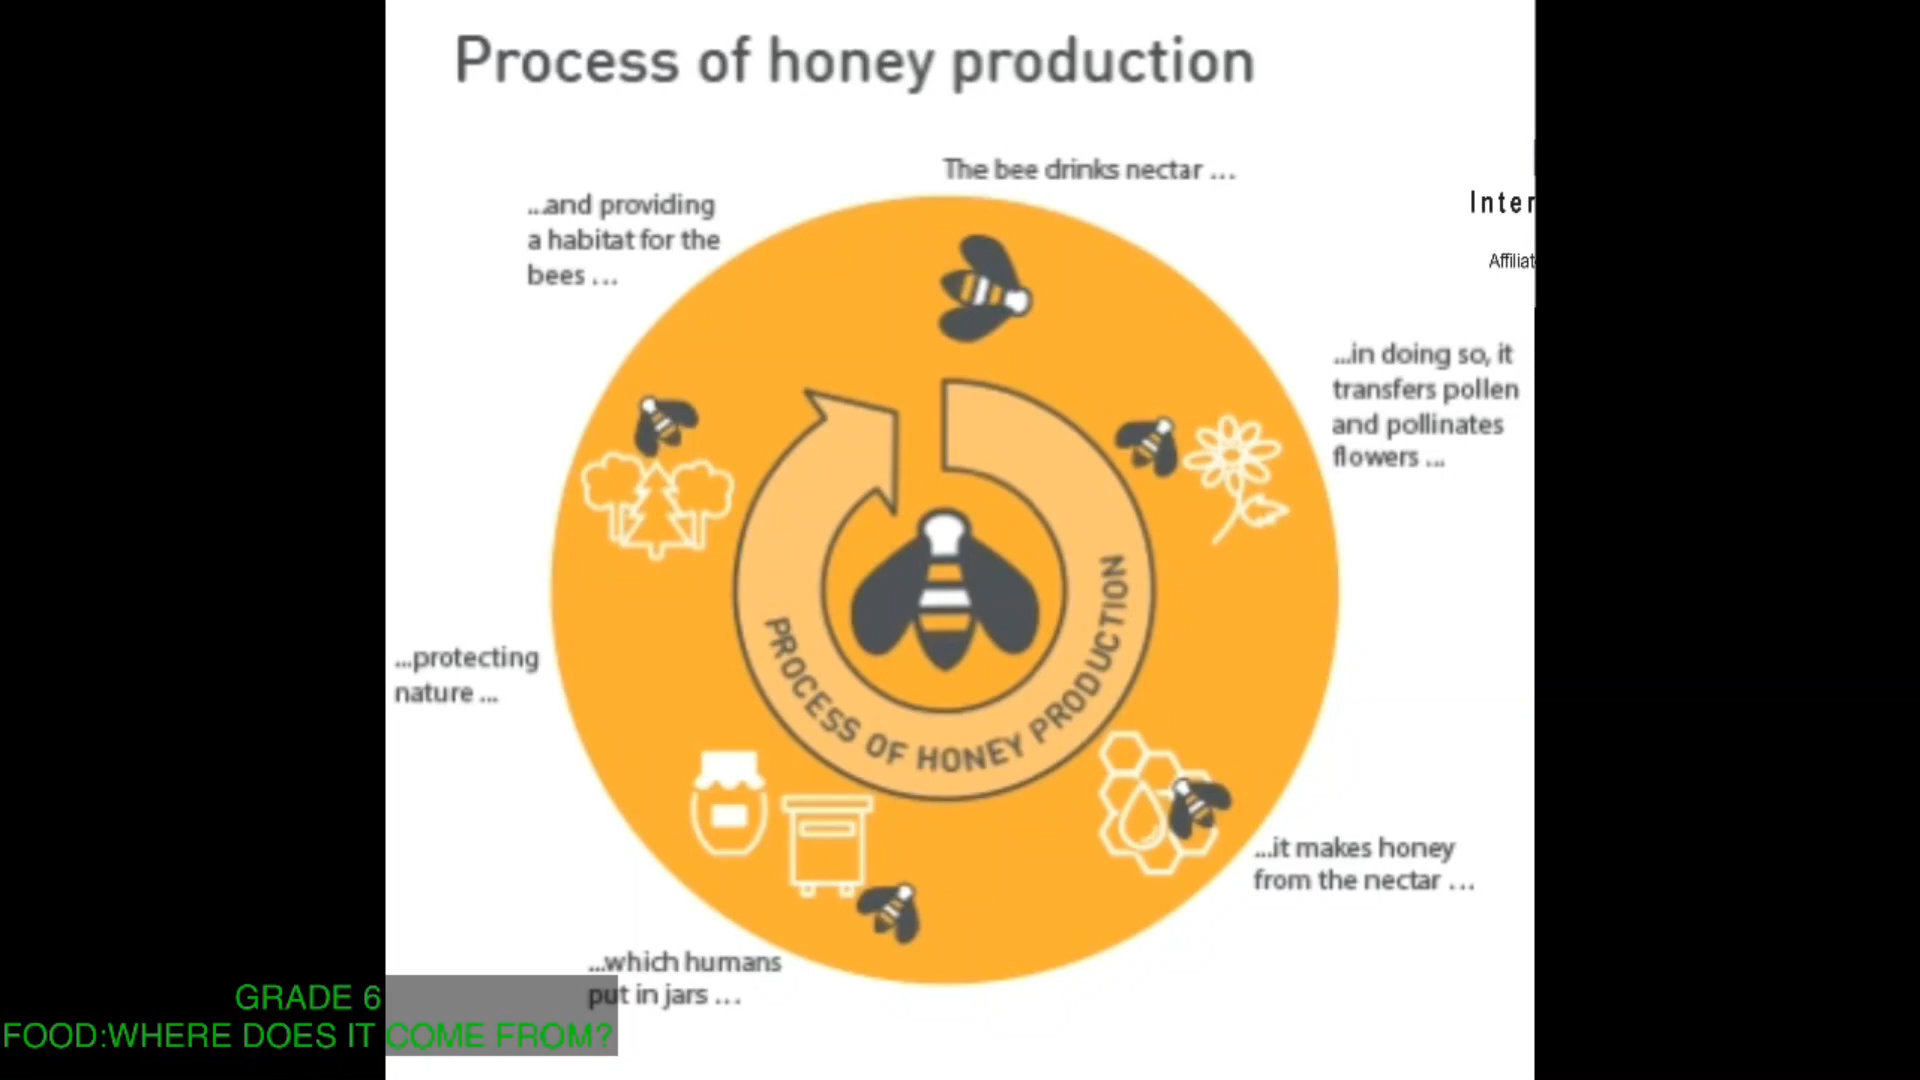 Process of honey production
The bee drinks nectar ...
...in doing so, it
transfers pollen
and pollinates
flowers ...
...it makes honey
from the nectar ...
...which humans
put in jars ...
...protecting
nature ...
...and providing
a habitat for the
bees ...
PROCESS OF HONEY PRODUCTION
Inter
Affiliat
GRADE 6
FOOD:WHERE DOES IT COME FROM?